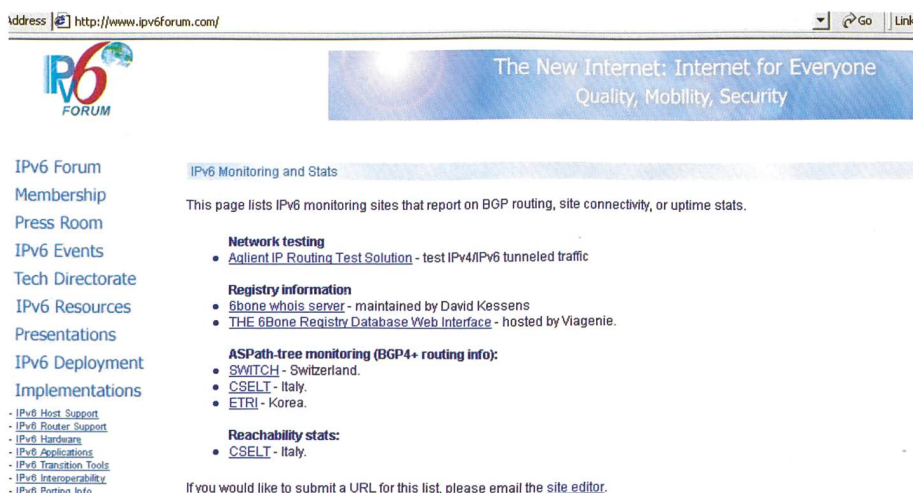 Address http://www.ipv6forum.com/ Go Link
IPv6
FORUM
The New Internet: Internet for Everyone
Quality, Mobility, Security
IPv6 Forum
Membership
Press Room
IPv6 Events
Tech Directorate
IPv6 Resources
Presentations
IPv6 Deployment
Implementations
- IPv6 Host Support
- IPv6 Router Support
- IPv6 Hardware
- IPv6 Applications
- IPv6 Transition Tools
- IPv6 Interoperability
- IPv6 Porting Info
IPv6 Monitoring and Stats
This page lists IPv6 monitoring sites that report on BGP routing, site connectivity, or uptime stats.
Network testing
• Aglient IP Routing Test Solution - test IPv4/IPv6 tunneled traffic
Registry information
• 6bone whois server - maintained by David Kessens
• THE 6Bone Registry Database Web Interface - hosted by Viagenie.
ASPath-tree monitoring (BGP4+ routing info):
• SWITCH - Switzerland.
• CSELT - Italy.
• ETRI - Korea.
Reachability stats:
• CSELT - Italy.
If you would like to submit a URL for this list, please email the site editor.